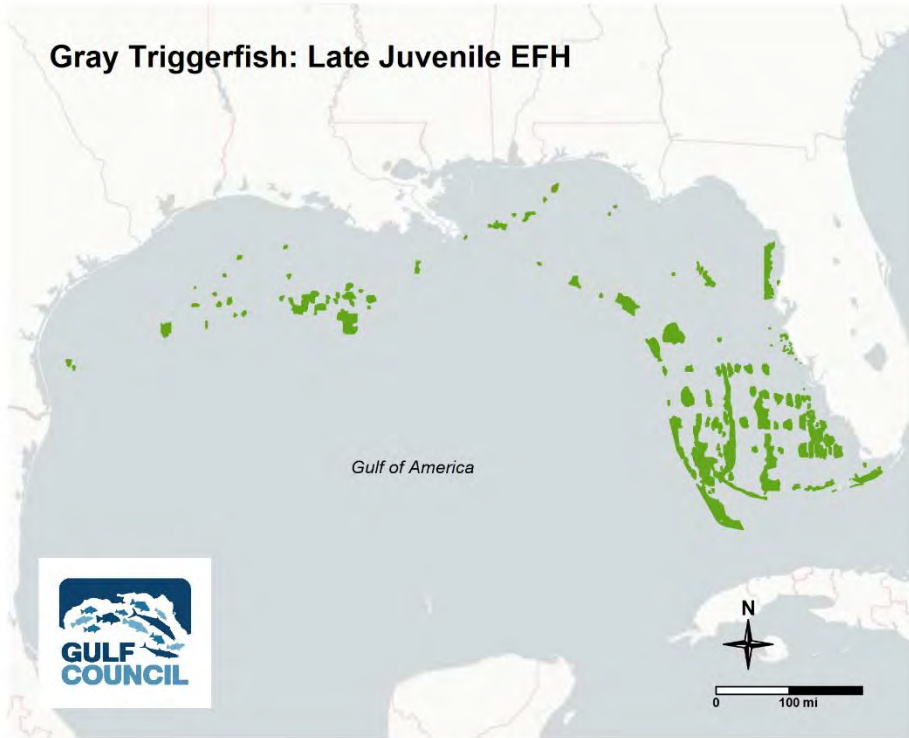 Gray Triggerfish: Late Juvenile EFH
Gulf of America
GULF
COUNCIL
N
0 100 mi